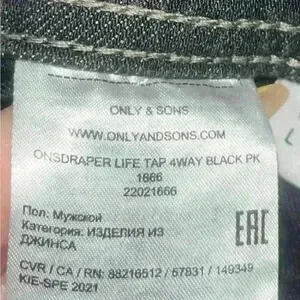 ONLY & SONS
WWW.ONLYANDSONS.COM
ONSDRAPER LIFE TAP 4WAY BLACK PK
1666
22021666
Пол: Мужской
Категория: ИЗДЕЛИЯ ИЗ
ДЖИНСА
EAC
CVR / CA / RN: 88216512 / 57831 / 149349
KIE-SPE 2021